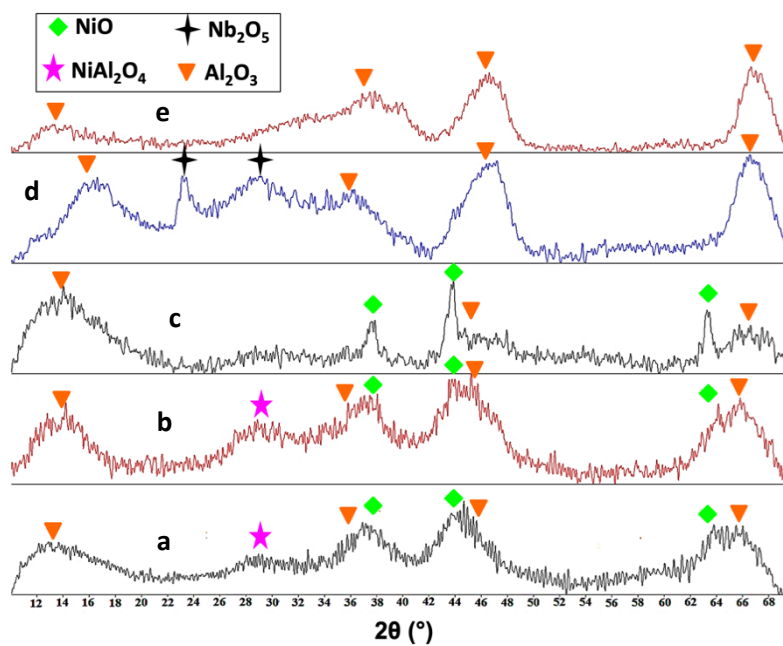 NiO Nb₂O₅
NiAl₂O₄ Al₂O₃
e
d
c
b
a
12 14 16 18 20 22 24 26 28 30 32 34 36 38 40 42 44 46 48 50 52 54 56 58 60 62 64 66 68
2θ (°)